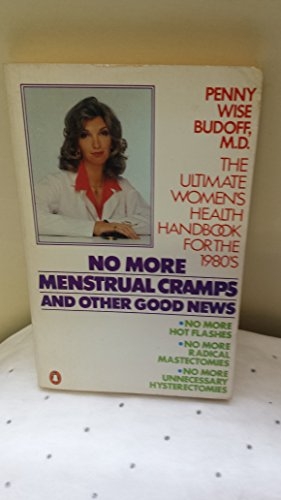 PENNY
WISE
BUDOFF,
M.D.
THE
ULTIMATE
WOMEN'S
HEALTH
HANDBOOK
FOR THE
1980'S
NO MORE
MENSTRUAL CRAMPS
AND OTHER GOOD NEWS
• NO MORE
HOT FLASHES
• NO MORE
RADICAL
MASTECTOMIES
• NO MORE
UNNECESSARY
HYSTERECTOMIES